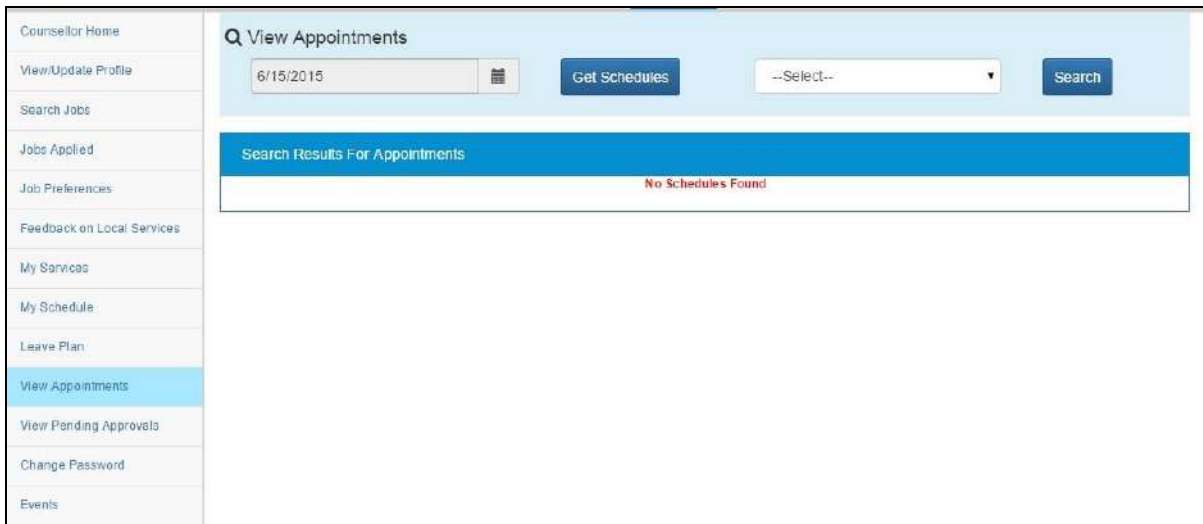 Counsellor Home
View/Update Profile
Search Jobs
Jobs Applied
Job Preferences
Feedback on Local Services
My Services
My Schedule
Leave Plan
View Appointments
View Pending Approvals
Change Password
Events
View Appointments
6/15/2015 Get Schedules --Select-- Search
Search Results For Appointments
No Schedules Found